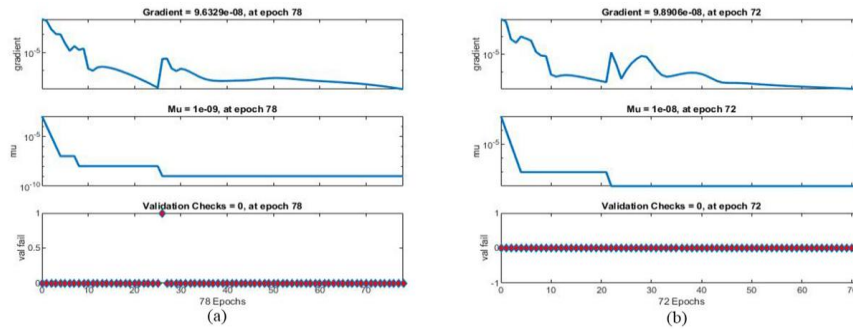 Gradient = 9.6329e-08, at epoch 78
gradient
10-5
Mu = 1e-09, at epoch 78
mu
10-5
10-10
Validation Checks = 0, at epoch 78
val fail
1
0.5
0
0 10 20 30 40 50 60 70
78 Epochs
(a)
Gradient = 9.8906e-08, at epoch 72
gradient
10-5
Mu = 1e-08, at epoch 72
mu
10-5
Validation Checks = 0, at epoch 72
val fail
1
0
-1
0 10 20 30 40 50 60 70
72 Epochs
(b)